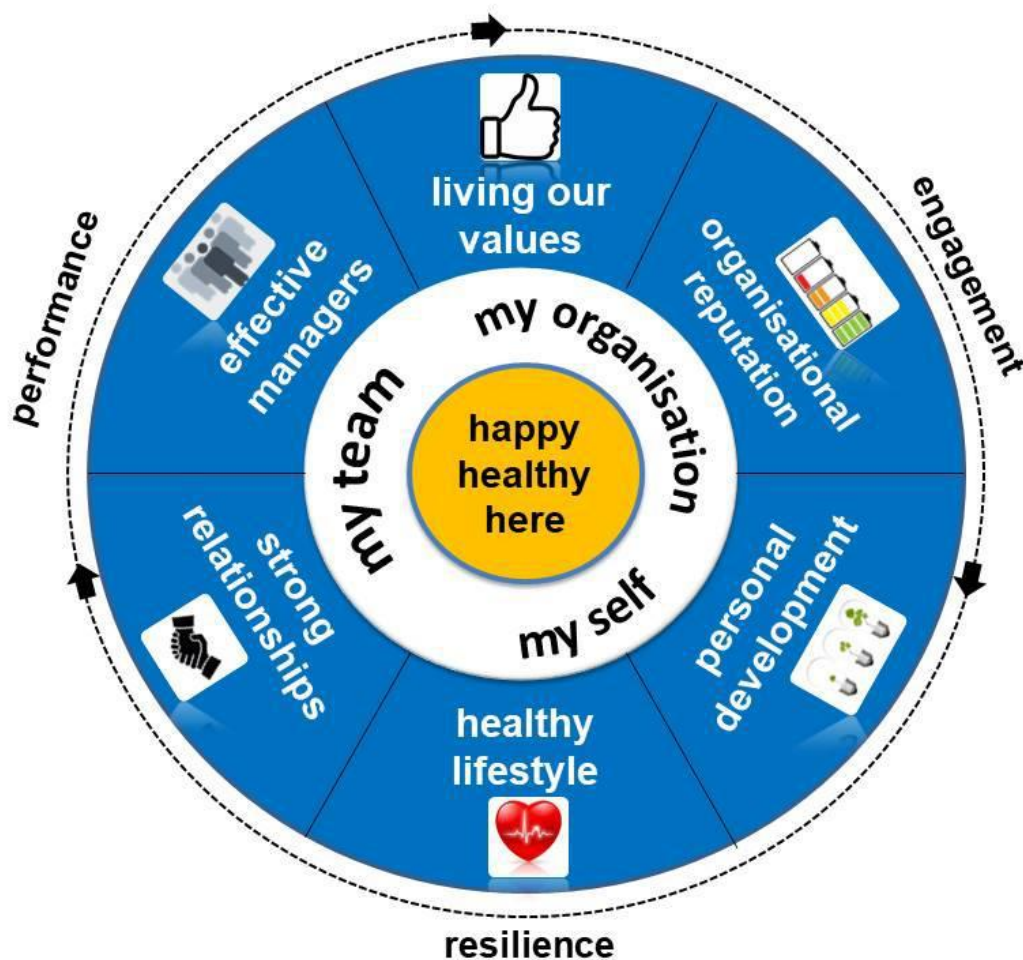 living our
values
organisational
reputation
engagement
personal
development
healthy
lifestyle
resilience
strong
relationships
effective
managers
performance
my organisation
my self
my team
happy
healthy
here